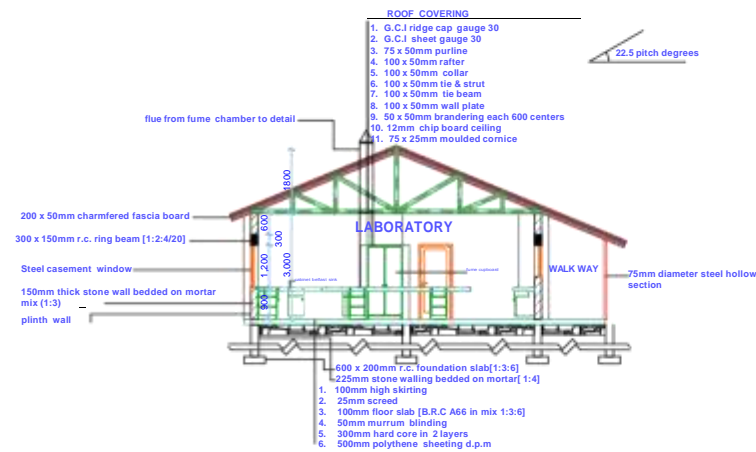 ROOF COVERING
1. G.C.I ridge cap gauge 30
2. G.C.I sheet gauge 30
3. 75 x 50mm purline
4. 100 x 50mm rafter
5. 100 x 50mm collar
6. 100 x 50mm tie & strut
7. 100 x 50mm tie beam
8. 100 x 50mm wall plate
9. 50 x 50mm brandering each 600 centers
10. 12mm chip board ceiling
11. 75 x 25mm moulded cornice
22.5 pitch degrees
flue from fume chamber to detail
1800
200 x 50mm charmfered fascia board
600
LABORATORY
300 x 150mm r.c. ring beam [1:2:4/20]
300
Steel casement window
1,200
3,000
fume cupboard
WALK WAY
75mm diameter steel hollow
section
150mm thick stone wall bedded on mortar
mix (1:3)
900
plinth wall
600 x 200mm r.c. foundation slab[1:3:6]
225mm stone walling bedded on mortar[ 1:4]
1. 100mm high skirting
2. 25mm screed
3. 100mm floor slab [B.R.C A66 in mix 1:3:6]
4. 50mm murrum blinding
5. 300mm hard core in 2 layers
6. 500mm polythene sheeting d.p.m